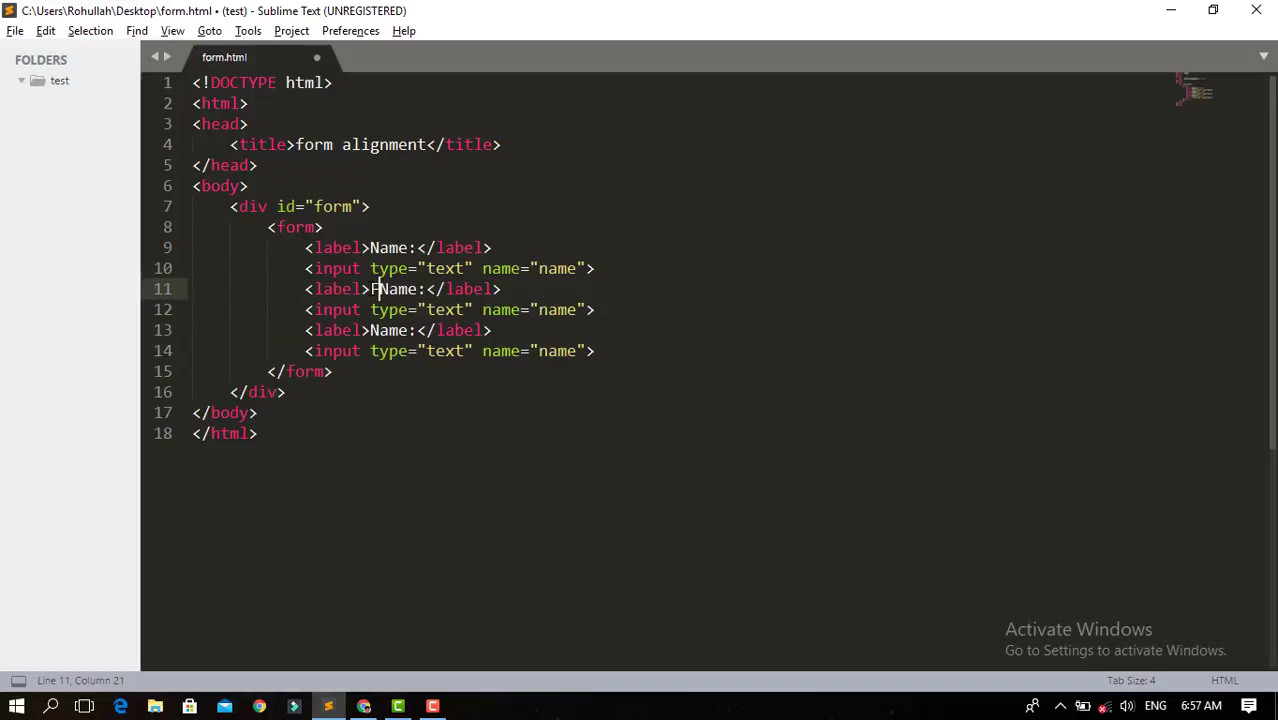 C:\Users\Rohullah\Desktop\form.html • (test) - Sublime Text (UNREGISTERED)
File Edit Selection Find View Goto Tools Project Preferences Help
FOLDERS
test
form.html
1 <!DOCTYPE html>
2 <html>
3 <head>
4 <title>form alignment</title>
5 </head>
6 <body>
7 <div id="form">
8 <form>
9 <label>Name:</label>
10 <input type="text" name="name">
11 <label>FName:</label>
12 <input type="text" name="name">
13 <label>Name:</label>
14 <input type="text" name="name">
15 </form>
16 </div>
17 </body>
18 </html>
Activate Windows
Go to Settings to activate Windows.
Line 11, Column 21
Tab Size: 4
HTML
ENG
6:57 AM